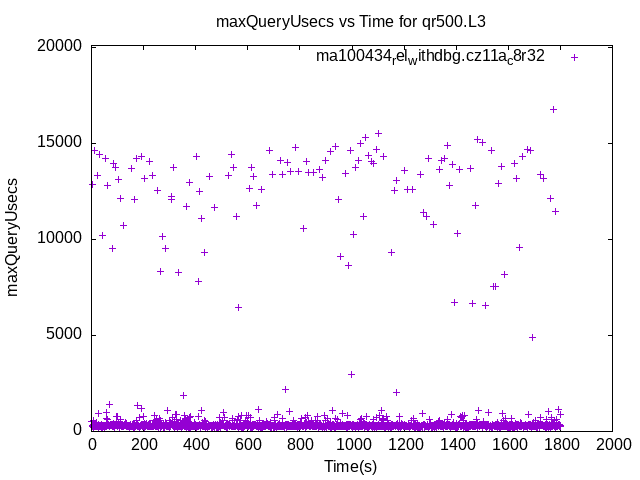 maxQueryUsecs vs Time for qr500.L3
ma100434relwithdbg.cz11ac8r32
20000
15000
10000
5000
0
maxQueryUsecs
0 200 400 600 800 1000 1200 1400 1600 1800 2000
Time(s)